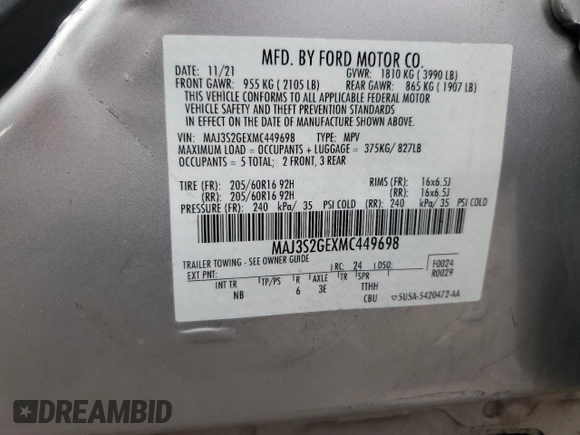 MFD. BY FORD MOTOR CO.
DATE: 11/21 GVWR: 1810 KG ( 3990 LB)
FRONT GAWR: 955 KG ( 2105 LB) REAR GAWR: 865 KG ( 1907 LB)
THIS VEHICLE CONFORMS TO ALL APPLICABLE FEDERAL MOTOR
VEHICLE SAFETY AND THEFT PREVENTION STANDARDS
IN EFFECT ON THE DATE OF MANUFACTURE SHOWN ABOVE.
VIN: MAJ3S2GEXMC449698 TYPE: MPV
MAXIMUM LOAD = OCCUPANTS + LUGGAGE = 375KG/ 827LB
OCCUPANTS = 5 TOTAL; 2 FRONT, 3 REAR
TIRE (FR): 205/60R16 92H RIMS (FR): 16x6.5J
(RR): 205/60R16 92H (RR): 16x6.5J
PRESSURE (FR): 240 kPa/ 35 PSI COLD (RR): 240 kPa/ 35 PSI COLD
MAJ3S2GEXMC449698
TRAILER TOWING - SEE OWNER GUIDE
EXT PNT: RC: 24 DSO: F0024
R0029
INT TR TP/PS R AXLE TR SPR
NB 6 3E TTHH
CBU 5U5A-5420472-AA
DREAMBID